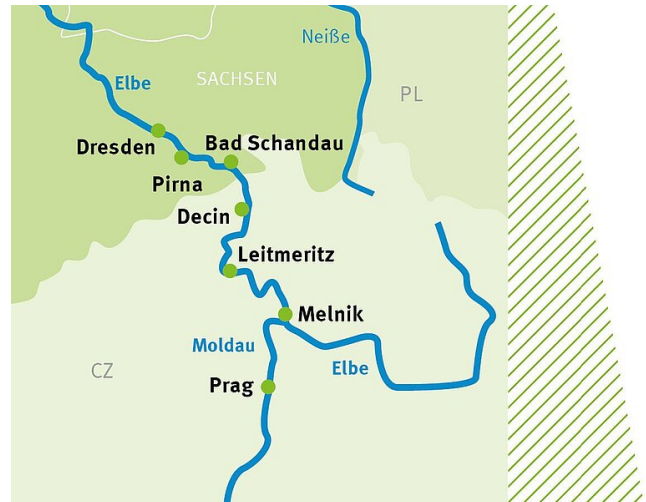 Neiße
Elbe
SACHSEN
PL
Dresden
Bad Schandau
Pirna
Decin
Leitmeritz
Melnik
Moldau
Elbe
CZ
Prag